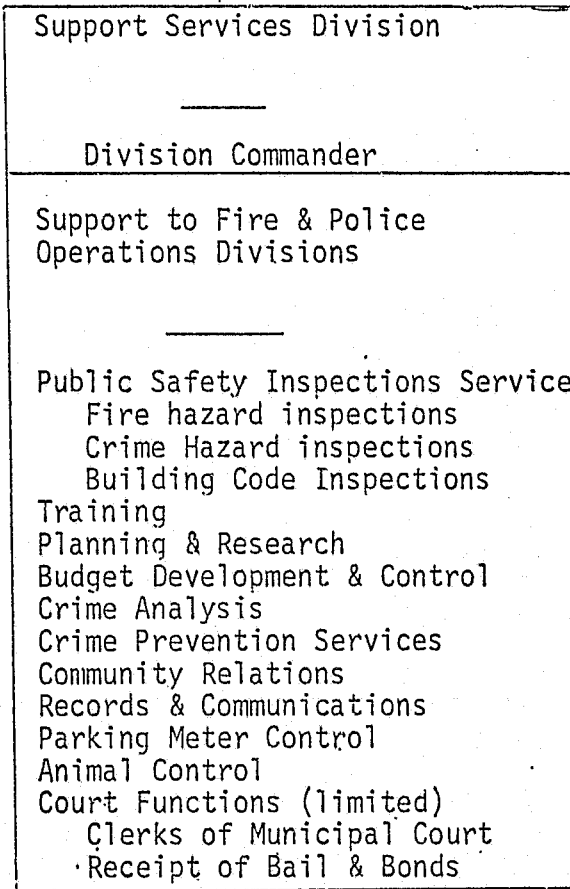 Support Services Division
Division Commander
Support to Fire & Police
Operations Divisions
Public Safety Inspections Service
Fire hazard inspections
Crime Hazard inspections
Building Code Inspections
Training
Planning & Research
Budget Development & Control
Crime Analysis
Crime Prevention Services
Community Relations
Records & Communications
Parking Meter Control
Animal Control
Court Functions (limited)
Clerks of Municipal Court
Receipt of Bail & Bonds